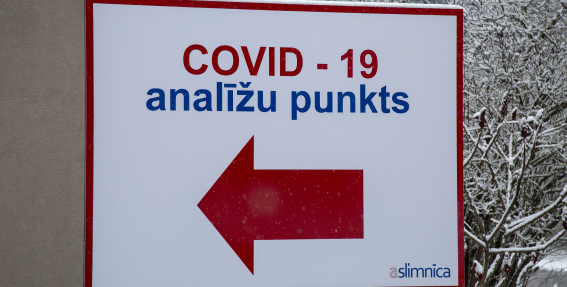 COVID - 19
analīžu punkts
aslimnica